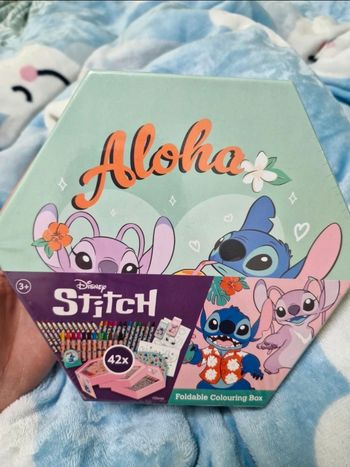 Aloha
3+
Disney
STITCH
42x
Foldable Colouring Box